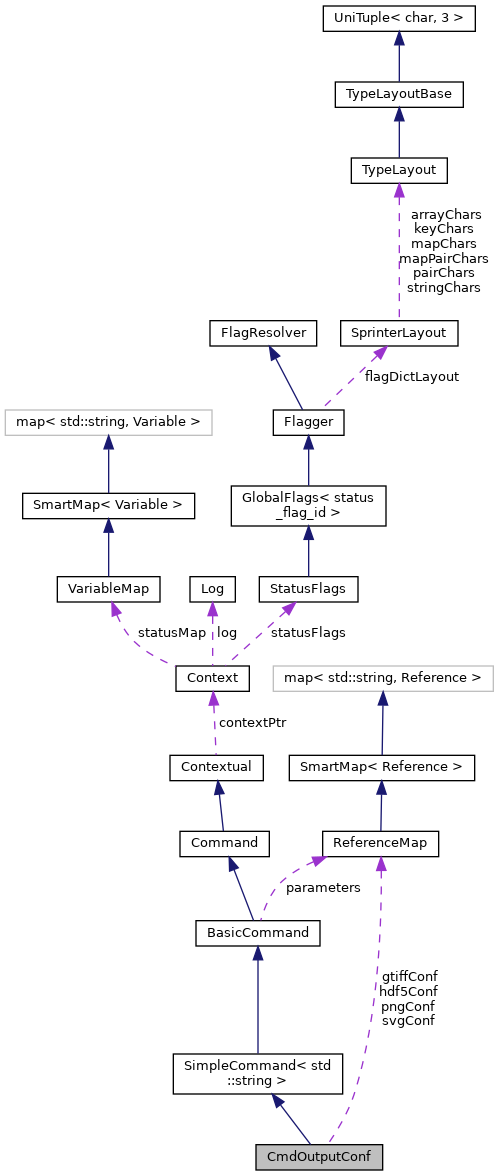 UniTuple< char, 3 >
TypeLayoutBase
TypeLayout
arrayChars
keyChars
mapChars
mapPairChars
pairChars
stringChars
FlagResolver
SprinterLayout
flagDictLayout
map< std::string, Variable >
Flagger
SmartMap< Variable >
GlobalFlags< status
_flag_id >
VariableMap
Log
StatusFlags
statusMap
log
statusFlags
Context
map< std::string, Reference >
contextPtr
Contextual
SmartMap< Reference >
Command
ReferenceMap
parameters
BasicCommand
gtiffConf
hdf5Conf
pngConf
svgConf
SimpleCommand< std
::string >
CmdOutputConf